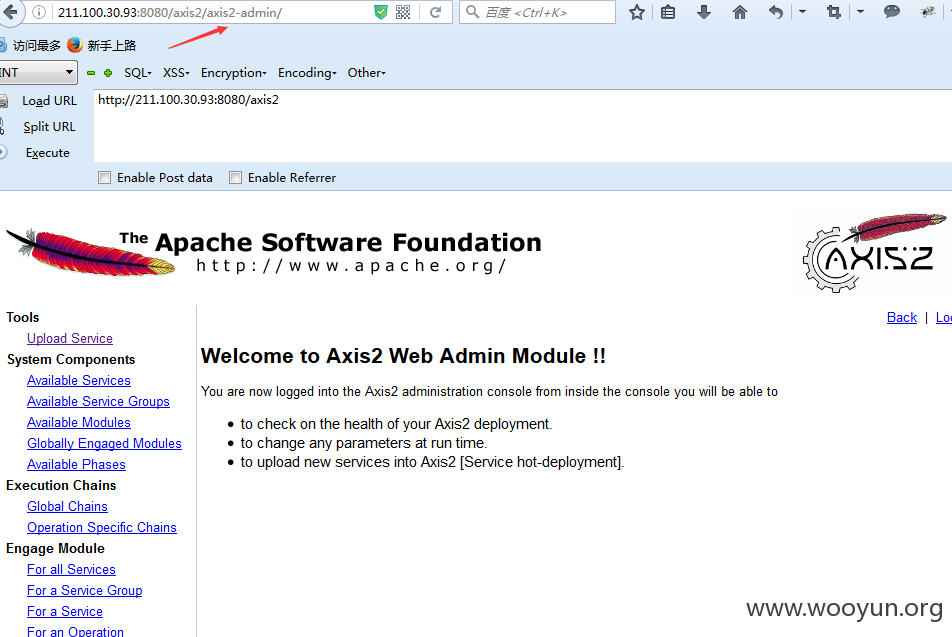 211.100.30.93:8080/axis2/axis2-admin/
百度 <Ctrl+K>
访问最多 新手上路
INT SQL XSS Encryption Encoding Other
Load URL http://211.100.30.93:8080/axis2
Split URL
Execute
Enable Post data Enable Referrer
The Apache Software Foundation
http://www.apache.org/
AXIS2
Tools
Back | Loo
Upload Service
System Components
Welcome to Axis2 Web Admin Module !!
Available Services
You are now logged into the Axis2 administration console from inside the console you will be able to
Available Service Groups
Available Modules
Globally Engaged Modules
Available Phases
• to check on the health of your Axis2 deployment.
• to change any parameters at run time.
• to upload new services into Axis2 [Service hot-deployment].
Execution Chains
Global Chains
Operation Specific Chains
Engage Module
For all Services
For a Service Group
For a Service
For an Operation
www.wooyun.org